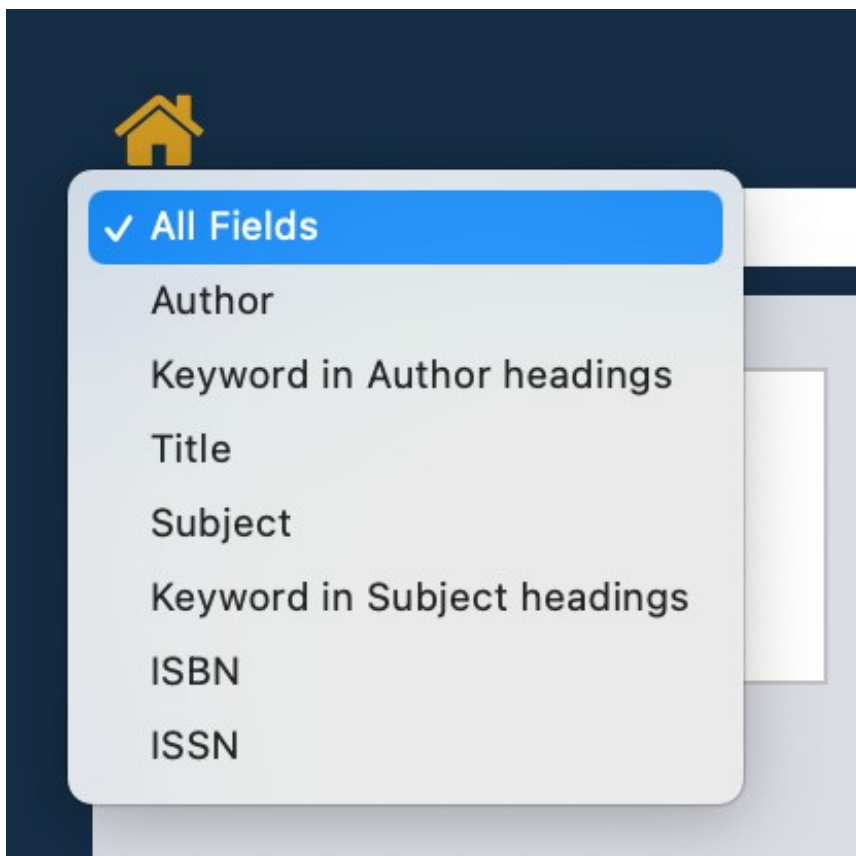 ✓ All Fields
Author
Keyword in Author headings
Title
Subject
Keyword in Subject headings
ISBN
ISSN